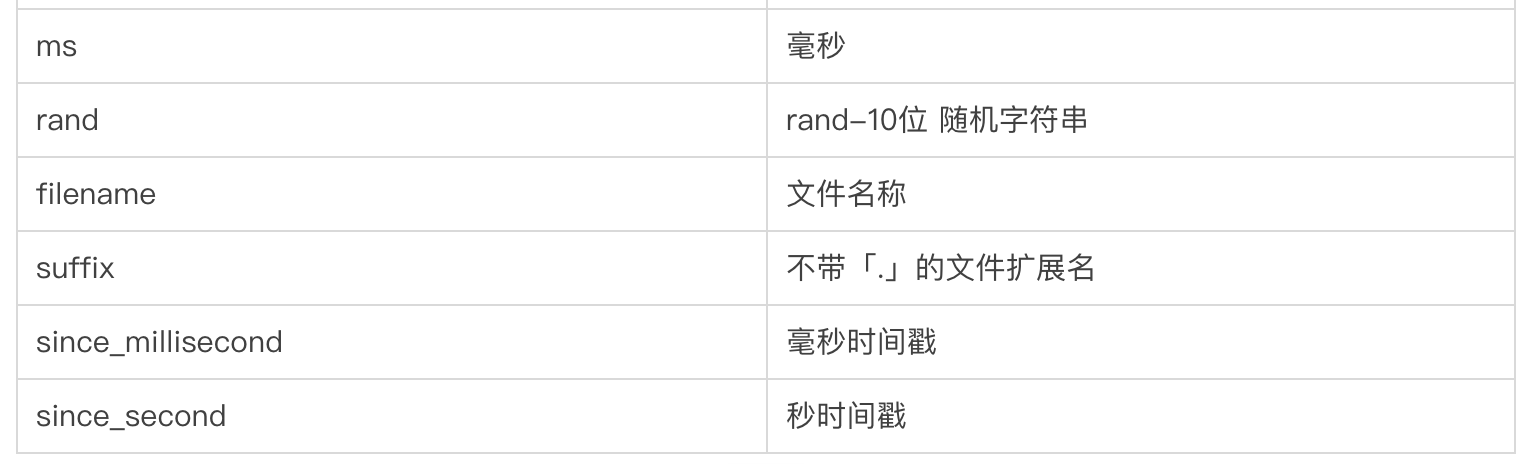 ms 毫秒
rand rand-10位 随机字符串
filename 文件名称
suffix 不带「.」的文件扩展名
since_millisecond 毫秒时间戳
since_second 秒时间戳